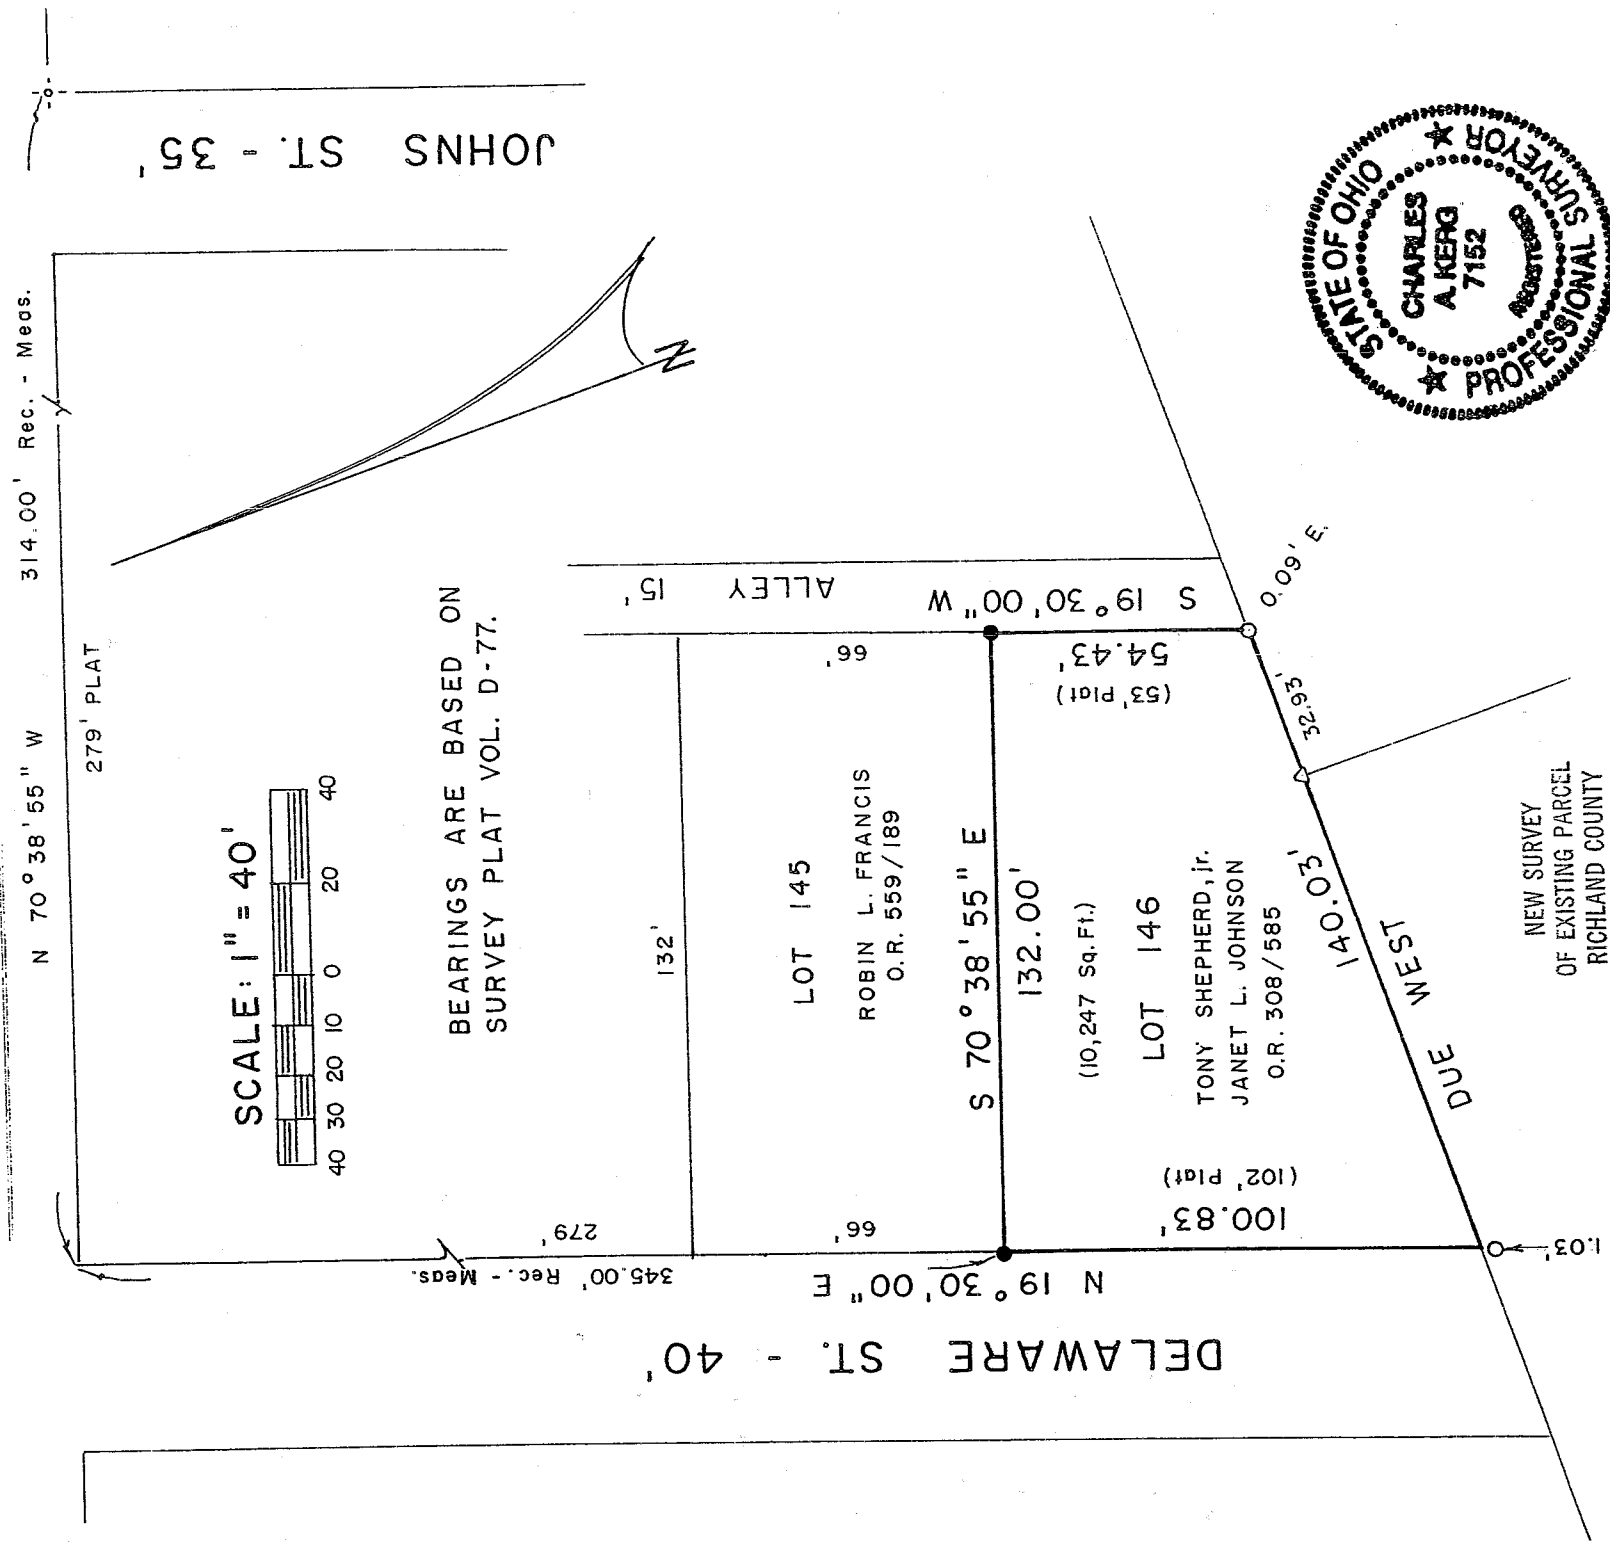 JOHNS ST. - 35'
N 70° 38' 55" W
314.00' Rec. - Meas.
279' PLAT
SCALE: 1" = 40'
40 30 20 10 0 20 40
BEARINGS ARE BASED ON
SURVEY PLAT VOL. D-77.
N
ALLEY 15'
S 19° 30' 00" W
132'
66'
LOT 145
ROBIN L. FRANCIS
O.R. 559/189
66'
279'
345.00' Rec. - Meas.
S 70° 38' 55" E
132.00'
(10,247 Sq. Ft.)
LOT 146
TONY SHEPHERD, jr.
JANET L. JOHNSON
O.R. 308/585
54.43'
(53' Plat)
0.09' E.
32.93'
140.03'
DUE WEST
(102' Plat)
100.83'
N 19° 30' 00" E
1.03'
DELAWARE ST. - 40'
NEW SURVEY
OF EXISTING PARCEL
RICHLAND COUNTY
STATE OF OHIO
CHARLES
A. KERG
7152
REGISTERED
PROFESSIONAL SURVEYOR